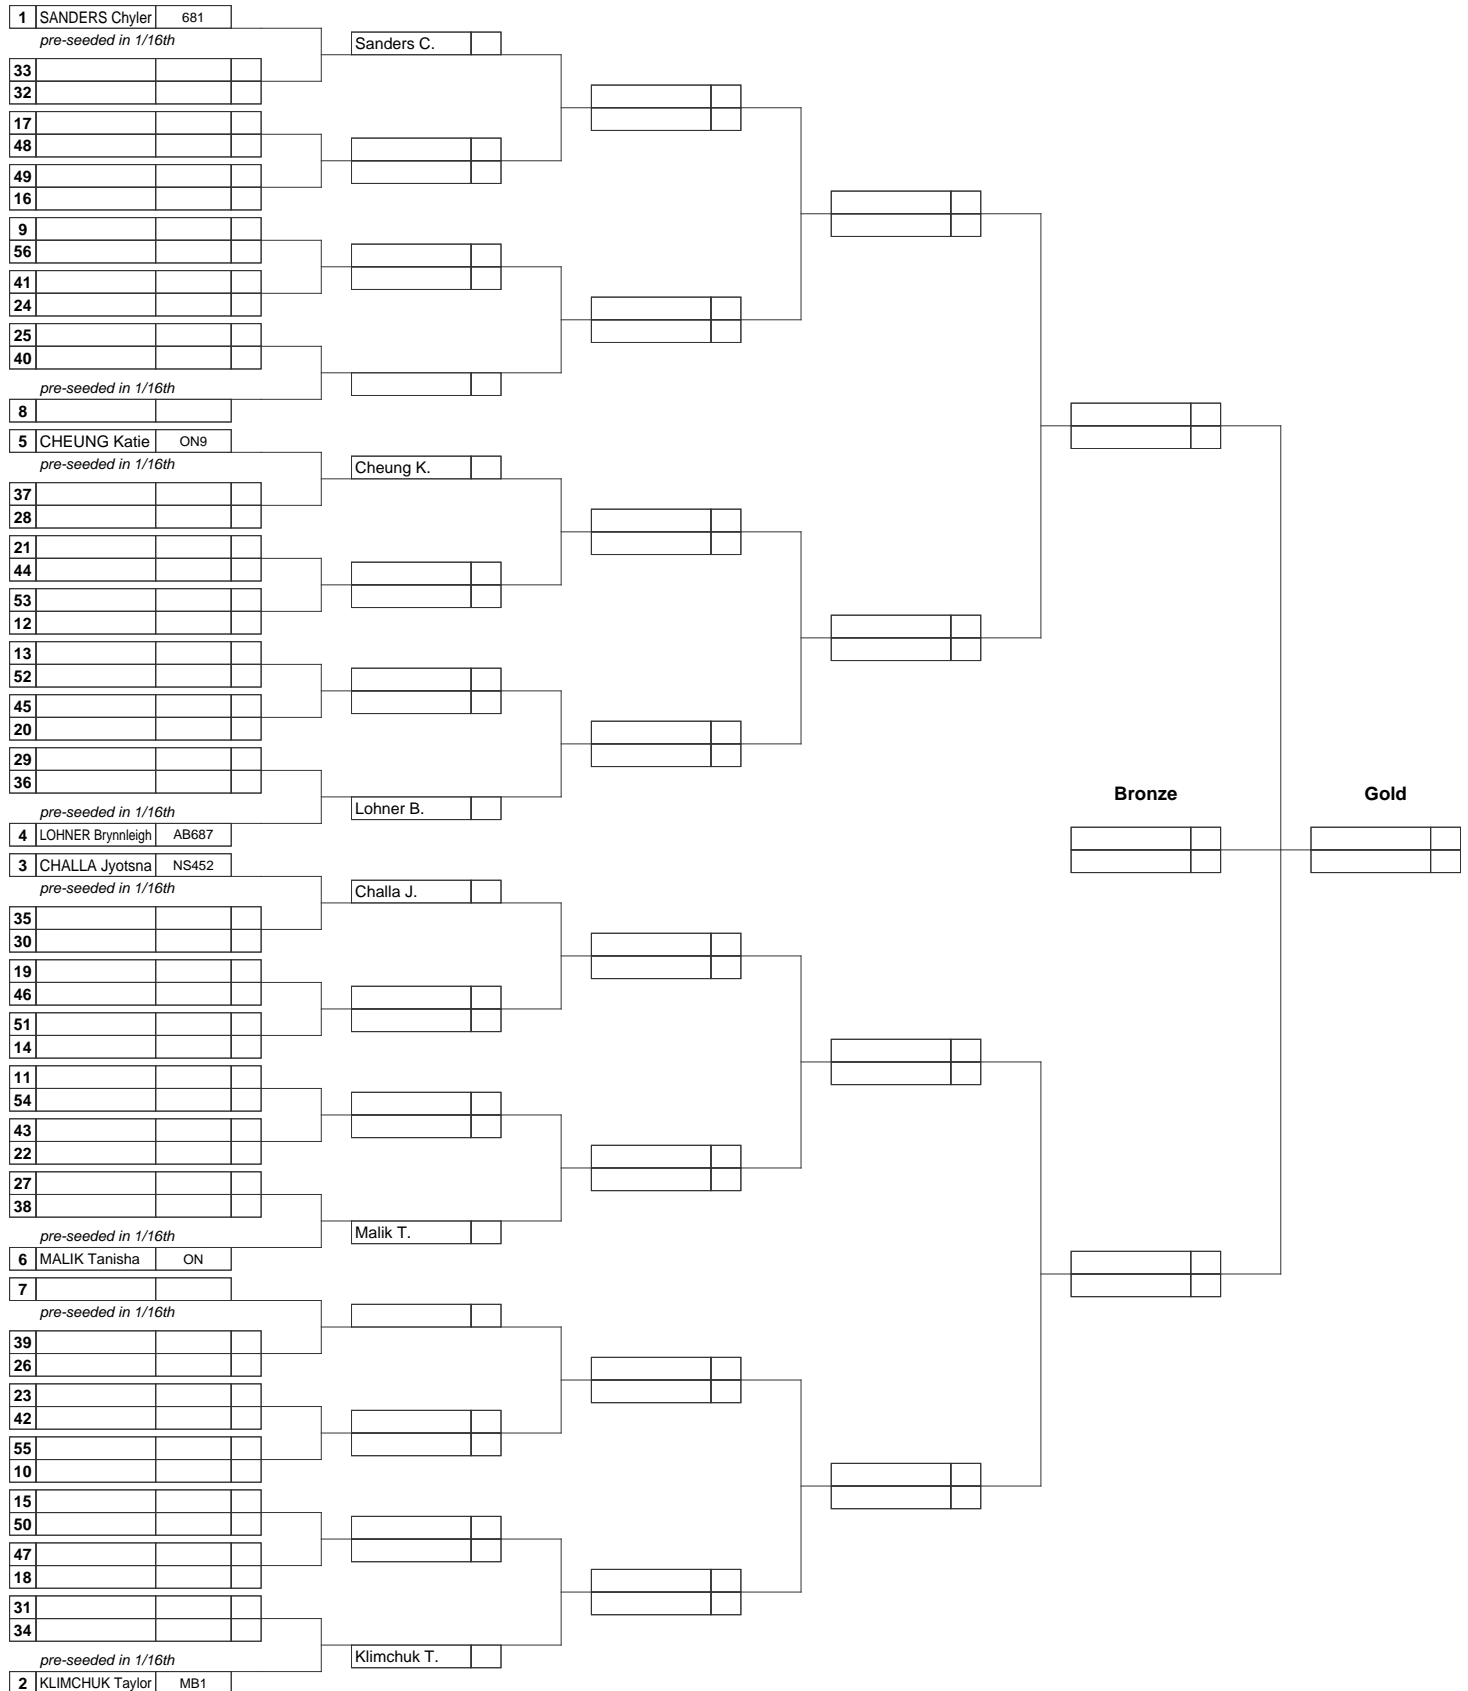 1 SANDERS Chyler 681
pre-seeded in 1/16th
Sanders C.
33
32
17
48
49
16
9
56
41
24
25
40
pre-seeded in 1/16th
8
5 CHEUNG Katie ON9
pre-seeded in 1/16th
Cheung K.
37
28
21
44
53
12
13
52
45
20
29
36
Bronze Gold
pre-seeded in 1/16th
Lohner B.
4 LOHNER Brynnleigh AB687
3 CHALLA Jyotsna NS452
pre-seeded in 1/16th
Challa J.
35
30
19
46
51
14
11
54
43
22
27
38
pre-seeded in 1/16th
Malik T.
6 MALIK Tanisha ON
7
pre-seeded in 1/16th
39
26
23
42
55
10
15
50
47
18
31
34
pre-seeded in 1/16th
Klimchuk T.
2 KLIMCHUK Taylor MB1